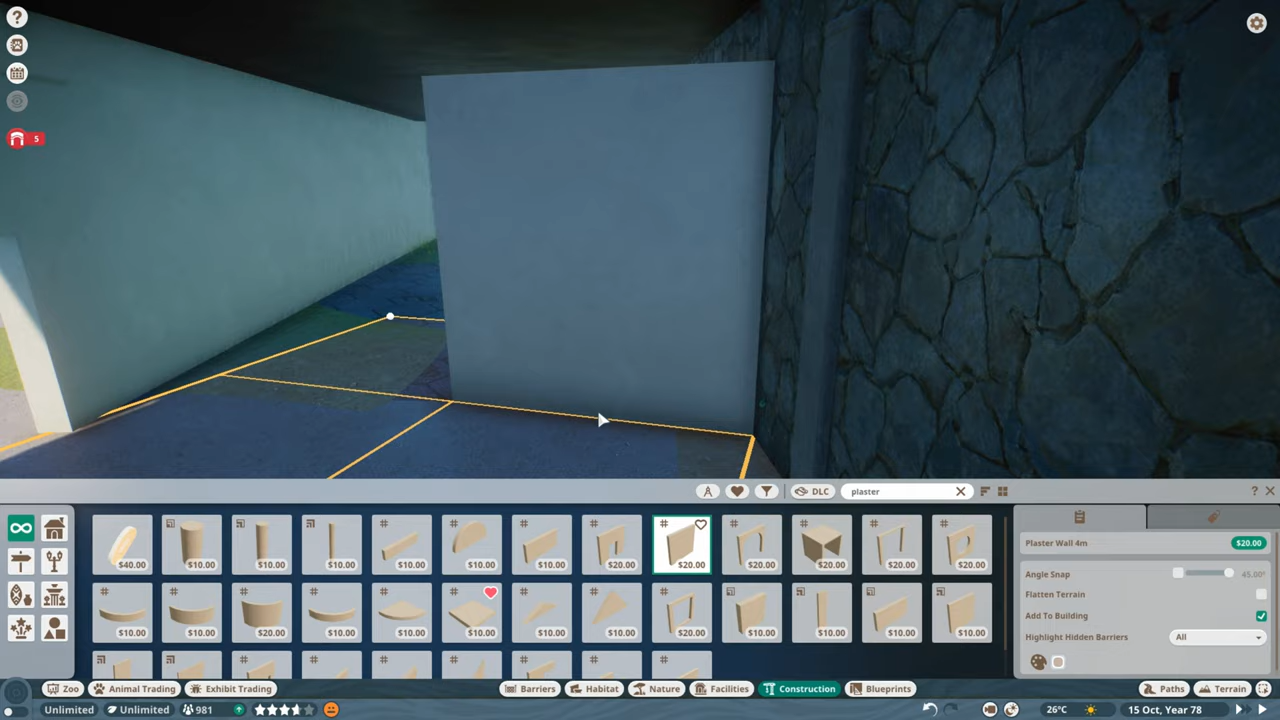 ?
5
DLC
plaster
?
$40.00 $10.00 $10.00 $10.00 $10.00 $10.00 $10.00 $20.00 $20.00 $20.00 $20.00 $20.00 $20.00
$10.00 $10.00 $20.00 $10.00 $10.00 $10.00 $10.00 $10.00 $20.00 $10.00 $10.00 $10.00 $10.00
Plaster Wall 4m $20.00
Angle Snap 45.00°
Flatten Terrain
Add To Building
Highlight Hidden Barriers All
Zoo Animal Trading Exhibit Trading Barriers Habitat Nature Facilities Construction Blueprints Paths Terrain
Unlimited Unlimited 981 26°C 15 Oct, Year 78